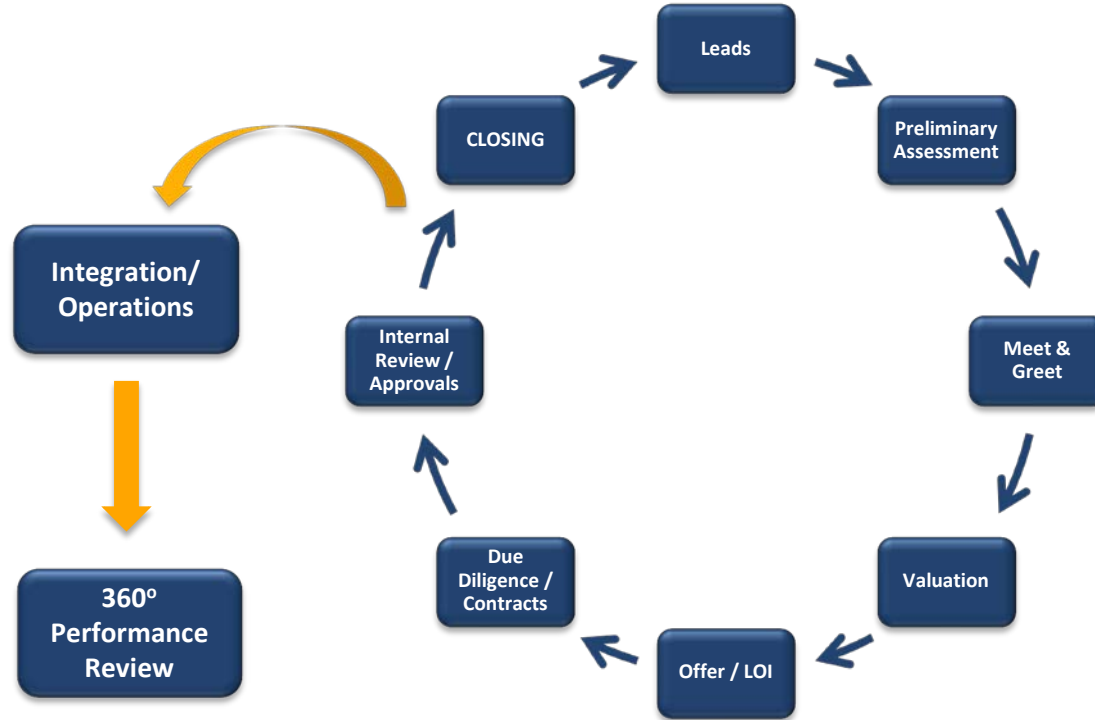 Leads
Preliminary
Assessment
Meet &
Greet
Valuation
Offer / LOI
Due
Diligence /
Contracts
Internal
Review /
Approvals
CLOSING
Integration/
Operations
360º
Performance
Review